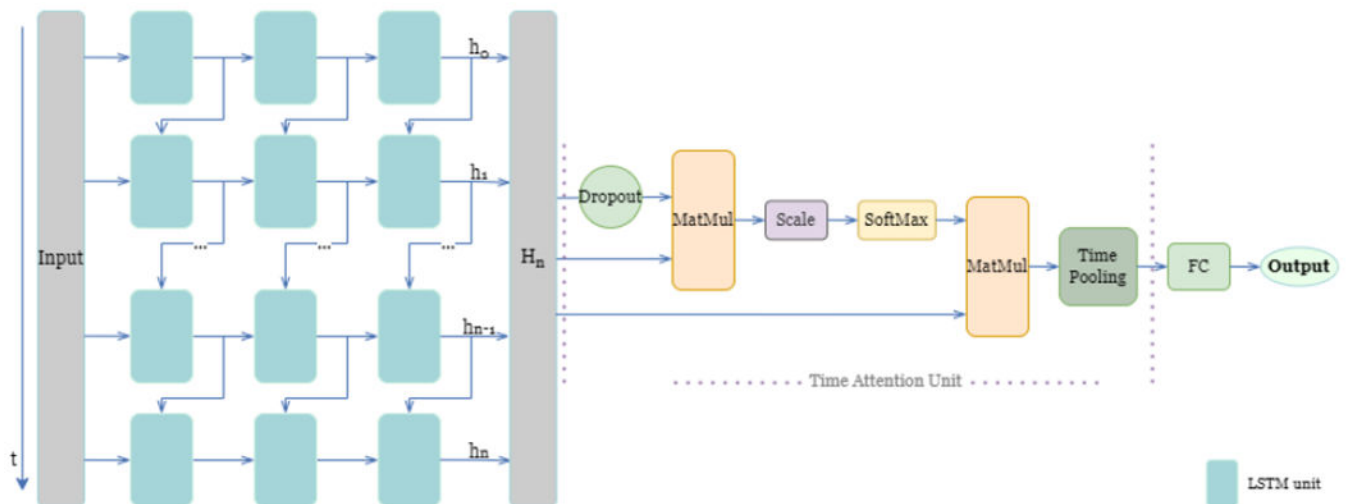 h₀
h₁
...
...
Input
Hₙ
Dropout
MatMul
Scale
SoftMax
MatMul
Time
Pooling
FC
Output
hₙ₋₁
Time Attention Unit
t
hₙ
LSTM unit